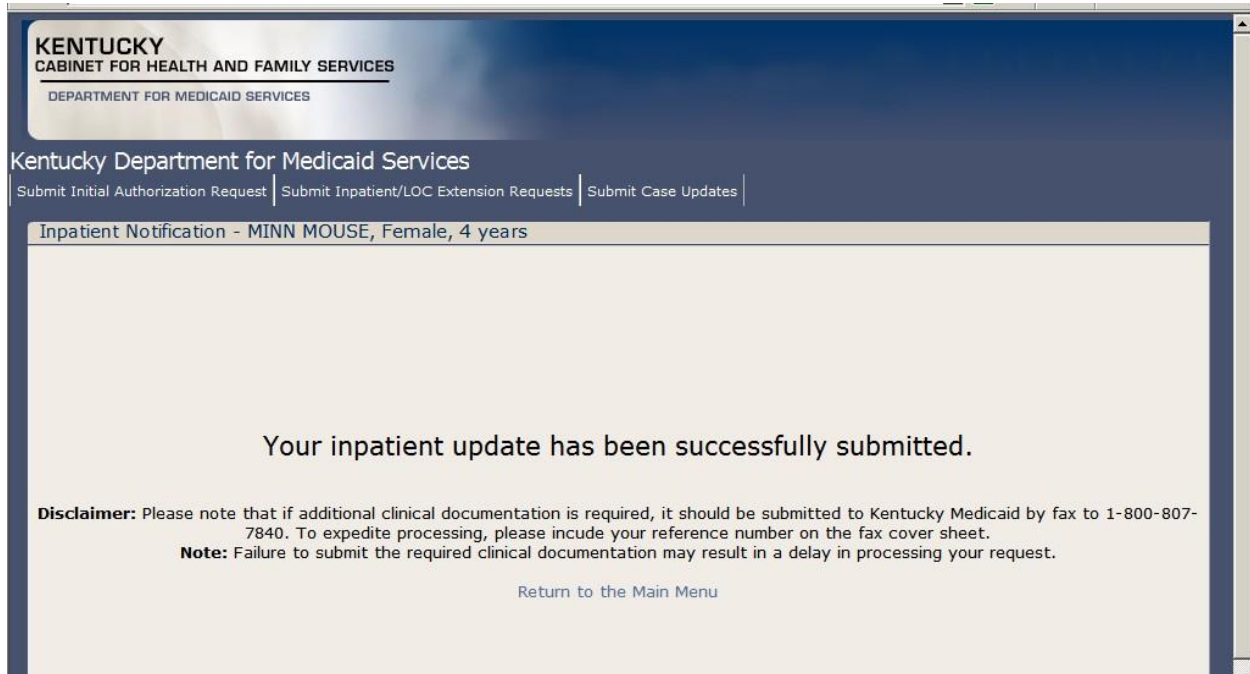 KENTUCKY
CABINET FOR HEALTH AND FAMILY SERVICES
DEPARTMENT FOR MEDICAID SERVICES
Kentucky Department for Medicaid Services
Submit Initial Authorization Request Submit Inpatient/LOC Extension Requests Submit Case Updates
Inpatient Notification - MINN MOUSE, Female, 4 years
Your inpatient update has been successfully submitted.
Disclaimer: Please note that if additional clinical documentation is required, it should be submitted to Kentucky Medicaid by fax to 1-800-807-
7840. To expedite processing, please incude your reference number on the fax cover sheet.
Note: Failure to submit the required clinical documentation may result in a delay in processing your request.
Return to the Main Menu